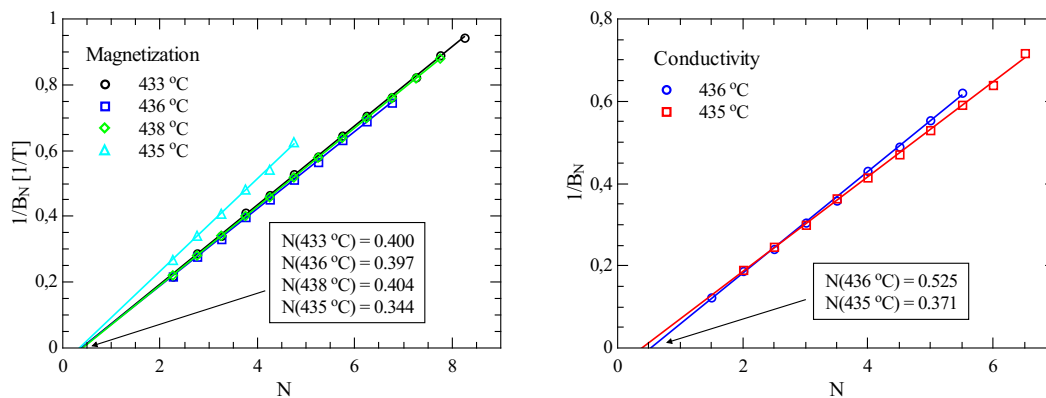 1
0,8
0,6
0,4
0,2
0
0
2
4
6
8
1/B_N [1/T]
N
Magnetization
433 °C
436 °C
438 °C
435 °C
N(433 °C) = 0.400
N(436 °C) = 0.397
N(438 °C) = 0.404
N(435 °C) = 0.344
0,8
0,6
0,4
0,2
0,0
0
2
4
6
1/B_N
N
Conductivity
436 °C
435 °C
N(436 °C) = 0.525
N(435 °C) = 0.371